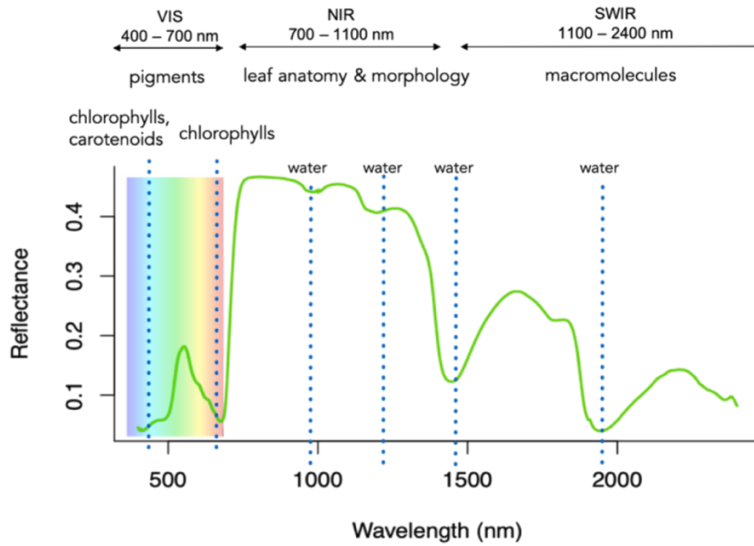 VIS
400 – 700 nm
NIR
700 – 1100 nm
SWIR
1100 – 2400 nm
pigments
leaf anatomy & morphology
macromolecules
chlorophylls,
carotenoids
chlorophylls
water
water
water
water
0.4
0.3
0.2
0.1
Reflectance
500
1000
1500
2000
Wavelength (nm)